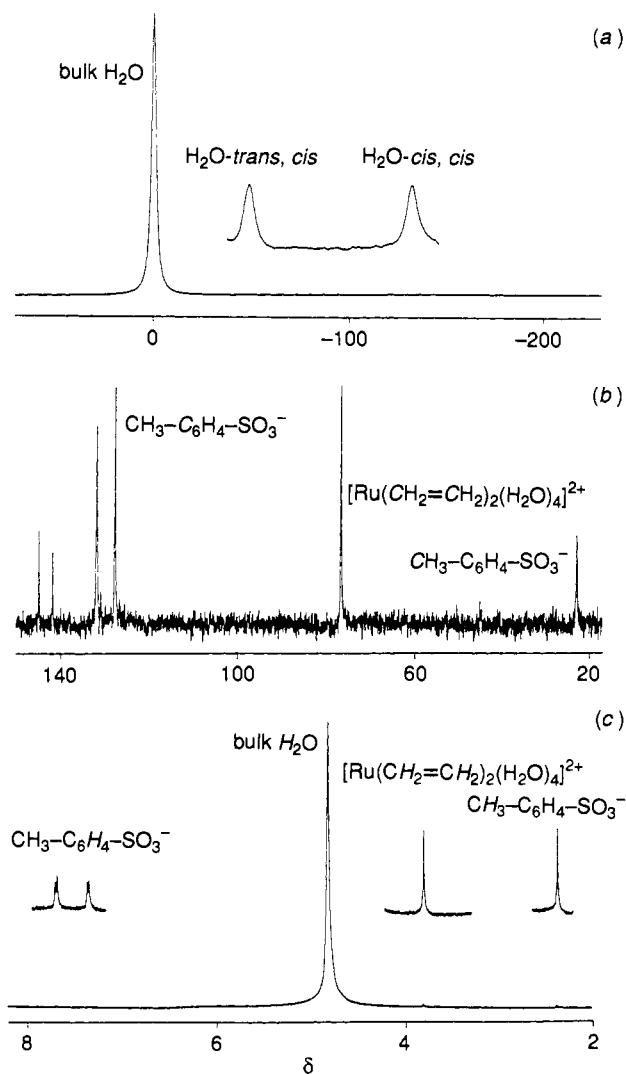 (a)
bulk H₂O
H₂O-trans, cis
H₂O-cis, cis
0
−100
−200
(b)
CH₃–C₆H₄–SO₃⁻
[Ru(CH₂=CH₂)₂(H₂O)₄]²⁺
CH₃–C₆H₄–SO₃⁻
140
100
60
20
(c)
bulk H₂O
[Ru(CH₂=CH₂)₂(H₂O)₄]²⁺
CH₃–C₆H₄–SO₃⁻
CH₃–C₆H₄–SO₃⁻
8
6
4
2
δ